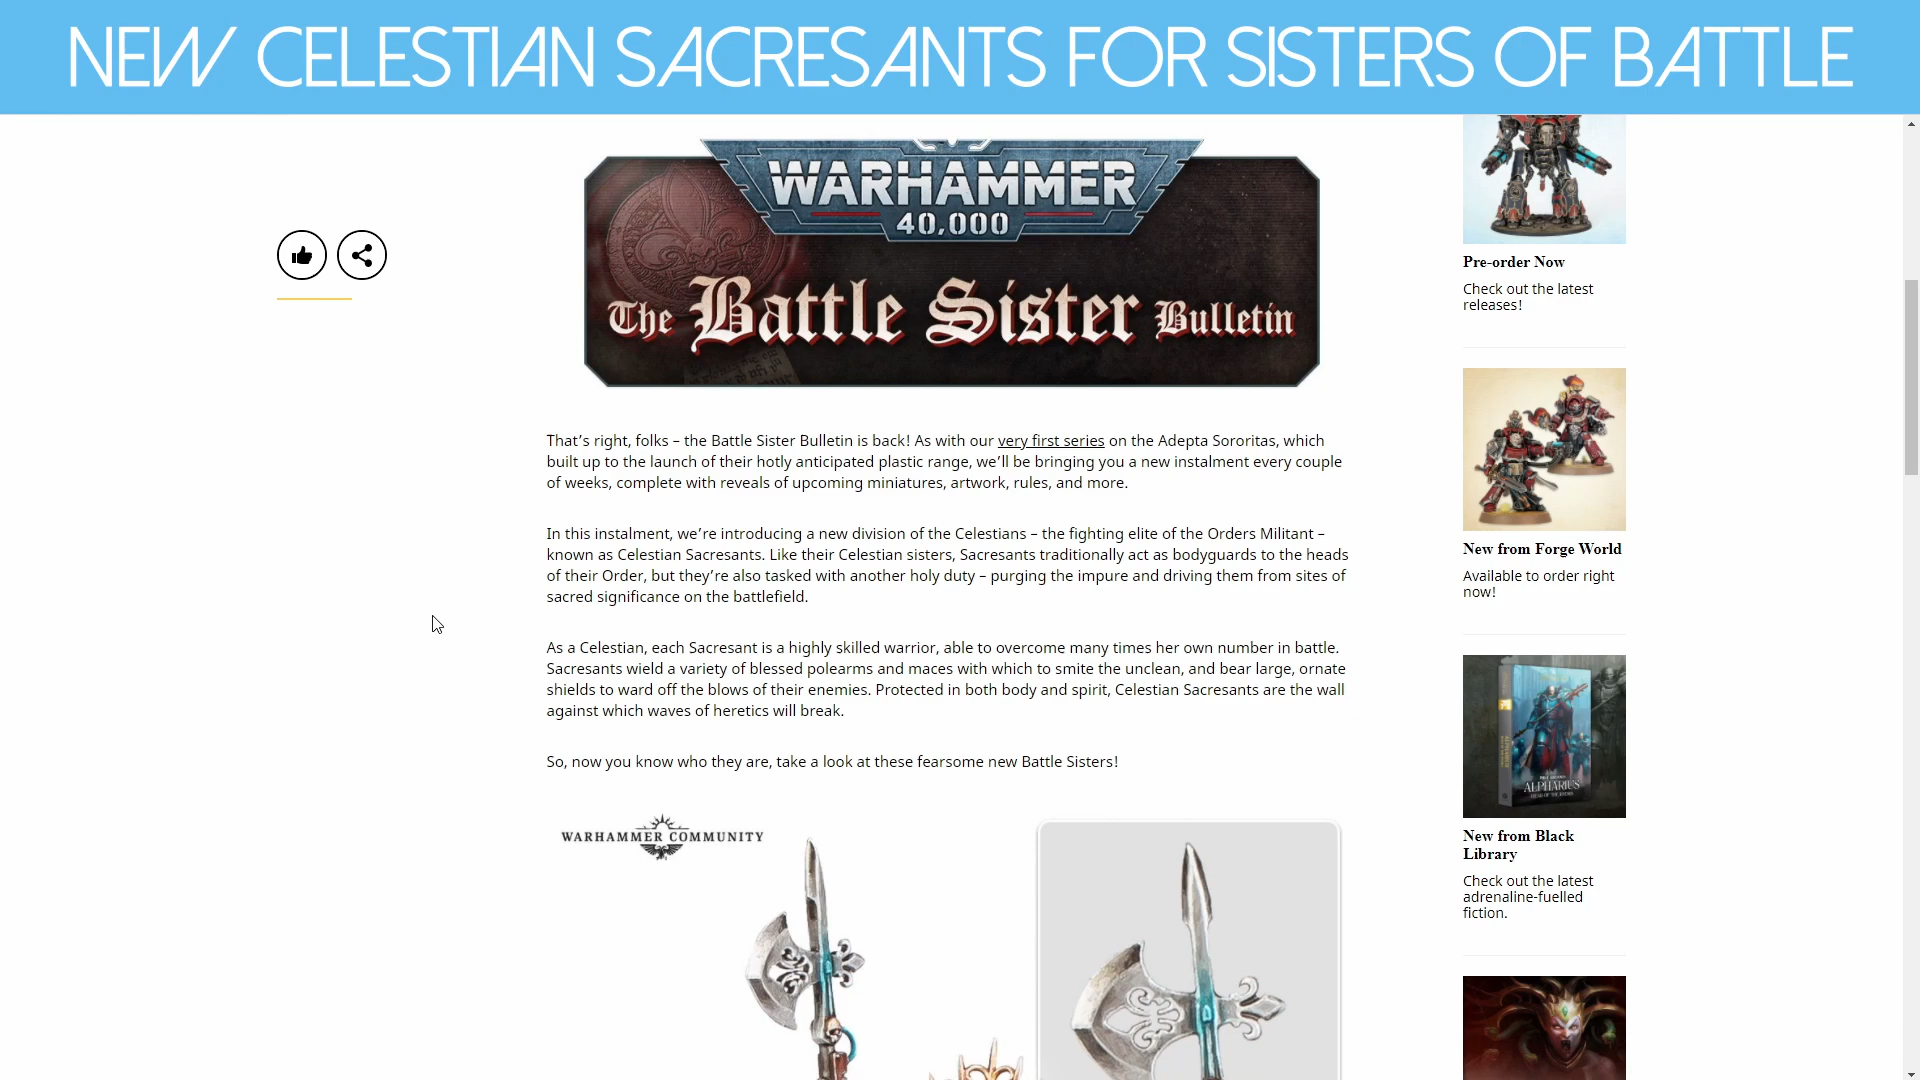 NEW CELESTIAN SACRESANTS FOR SISTERS OF BATTLE
WARHAMMER
40,000
The Battle Sister Bulletin
That’s right, folks – the Battle Sister Bulletin is back! As with our very first series on the Adepta Sororitas, which
built up to the launch of their hotly anticipated plastic range, we’ll be bringing you a new instalment every couple
of weeks, complete with reveals of upcoming miniatures, artwork, rules, and more.
In this instalment, we’re introducing a new division of the Celestians – the fighting elite of the Orders Militant –
known as Celestian Sacresants. Like their Celestian sisters, Sacresants traditionally act as bodyguards to the heads
of their Order, but they’re also tasked with another holy duty – purging the impure and driving them from sites of
sacred significance on the battlefield.
As a Celestian, each Sacresant is a highly skilled warrior, able to overcome many times her own number in battle.
Sacresants wield a variety of blessed polearms and maces with which to smite the unclean, and bear large, ornate
shields to ward off the blows of their enemies. Protected in both body and spirit, Celestian Sacresants are the wall
against which waves of heretics will break.
So, now you know who they are, take a look at these fearsome new Battle Sisters!
WARHAMMER COMMUNITY
Pre-order Now
Check out the latest
releases!
New from Forge World
Available to order right
now!
ALPHARIUS
New from Black
Library
Check out the latest
adrenaline-fuelled
fiction.